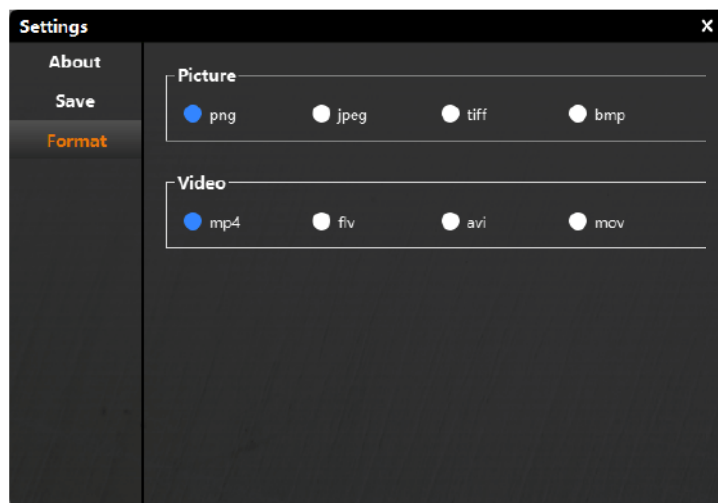 Settings X
About
Save
Format
Picture
png jpeg tiff bmp
Video
mp4 flv avi mov